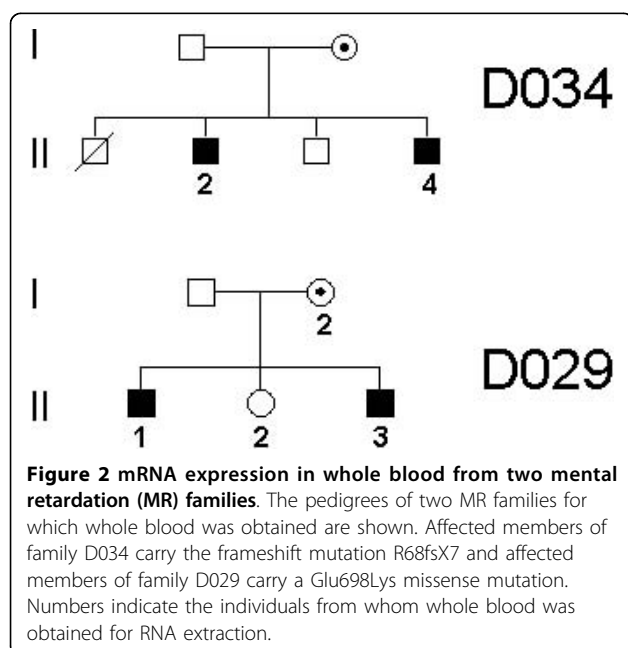 I
D034
II
2 4
I
2
D029
II
1 2 3
Figure 2 mRNA expression in whole blood from two mental
retardation (MR) families. The pedigrees of two MR families for
which whole blood was obtained are shown. Affected members of
family D034 carry the frameshift mutation R68fsX7 and affected
members of family D029 carry a Glu698Lys missense mutation.
Numbers indicate the individuals from whom whole blood was
obtained for RNA extraction.